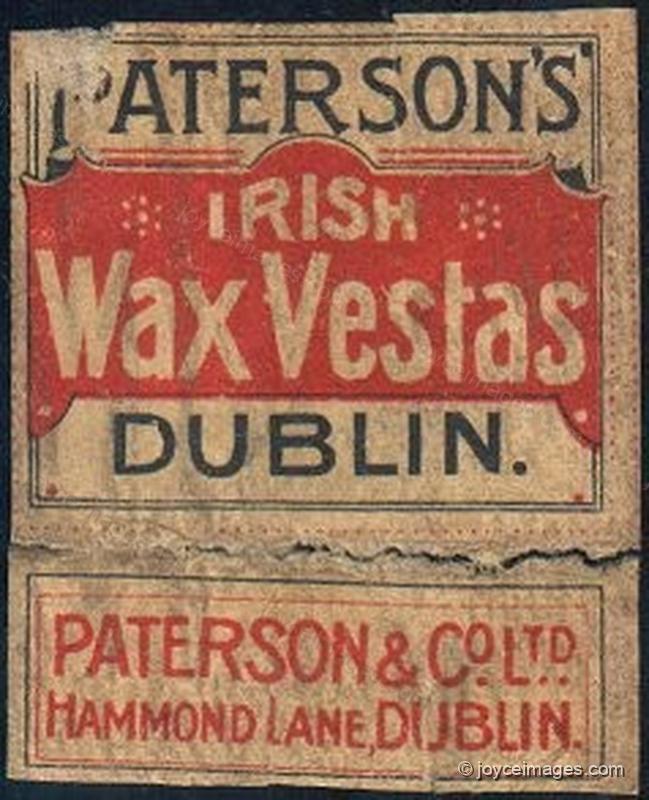 PATERSON'S
IRISH
Wax Vestas
DUBLIN.
PATERSON & Co. LTD.
HAMMOND LANE, DUBLIN.
© joyceimages.com